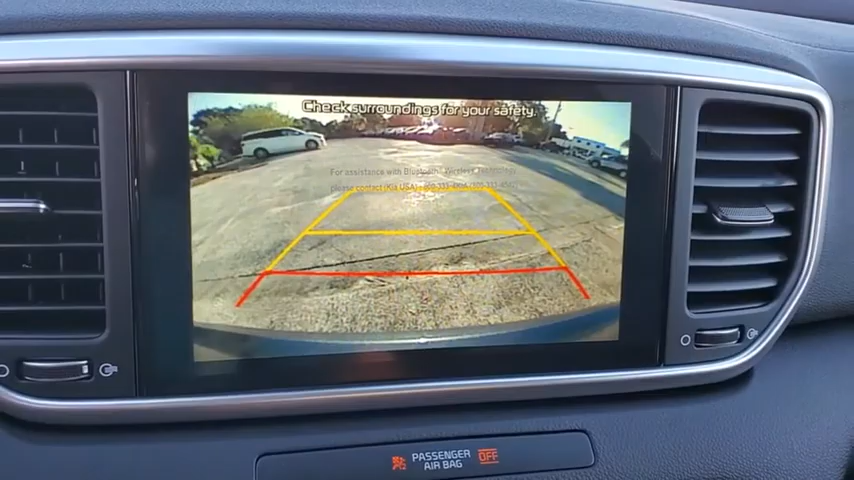 Check surroundings for your safety.
For assistance with Bluetooth Wireless Technology,
please contact (Kia USA)
PASSENGER OFF
AIR BAG